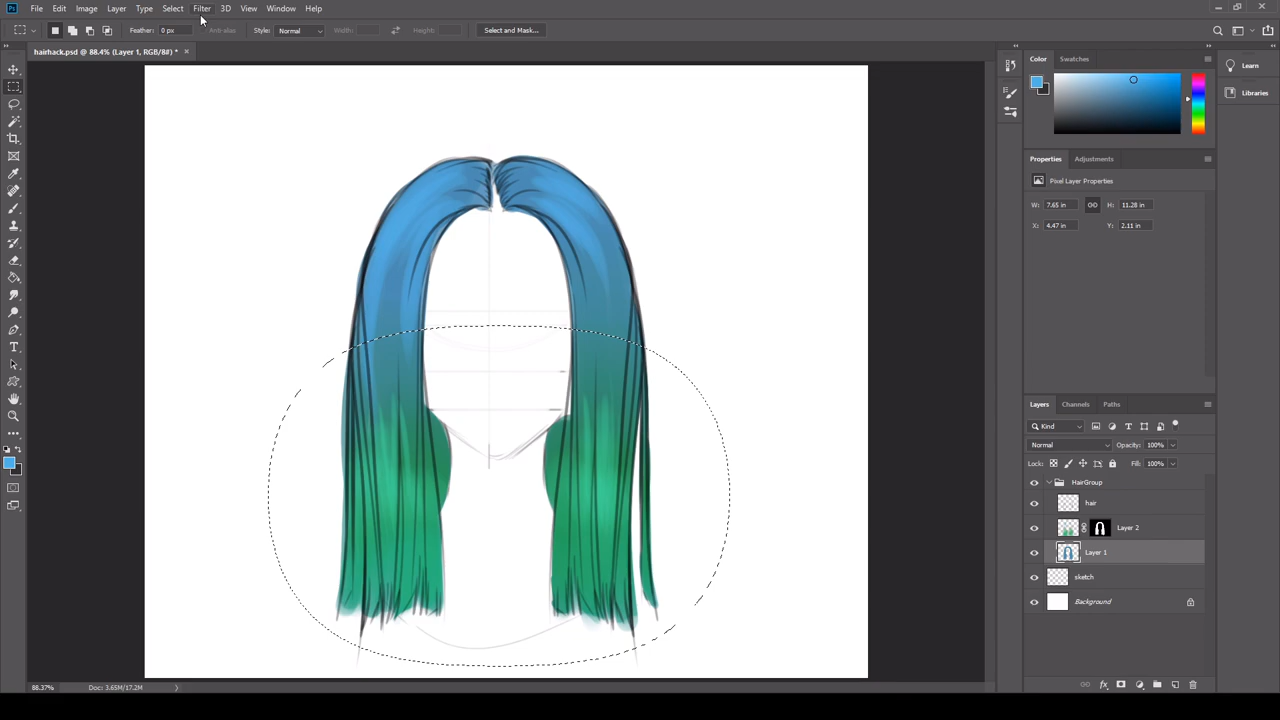 Ps File Edit Image Layer Type Select Filter 3D View Window Help
Feather: 0 px Anti-alias Style: Normal Width: Height: Select and Mask...
hairhack.psd @ 88.4% (Layer 1, RGB/8#) * ×
Color Swatches
Learn
Libraries
Properties Adjustments
Pixel Layer Properties
W: 7.65 in H: 11.28 in
X: 4.47 in Y: 2.11 in
Layers Channels Paths
Kind
Normal Opacity: 100%
Lock: Fill: 100%
HairGroup
hair
Layer 2
Layer 1
sketch
Background
88.37% Doc: 3.65M/17.2M